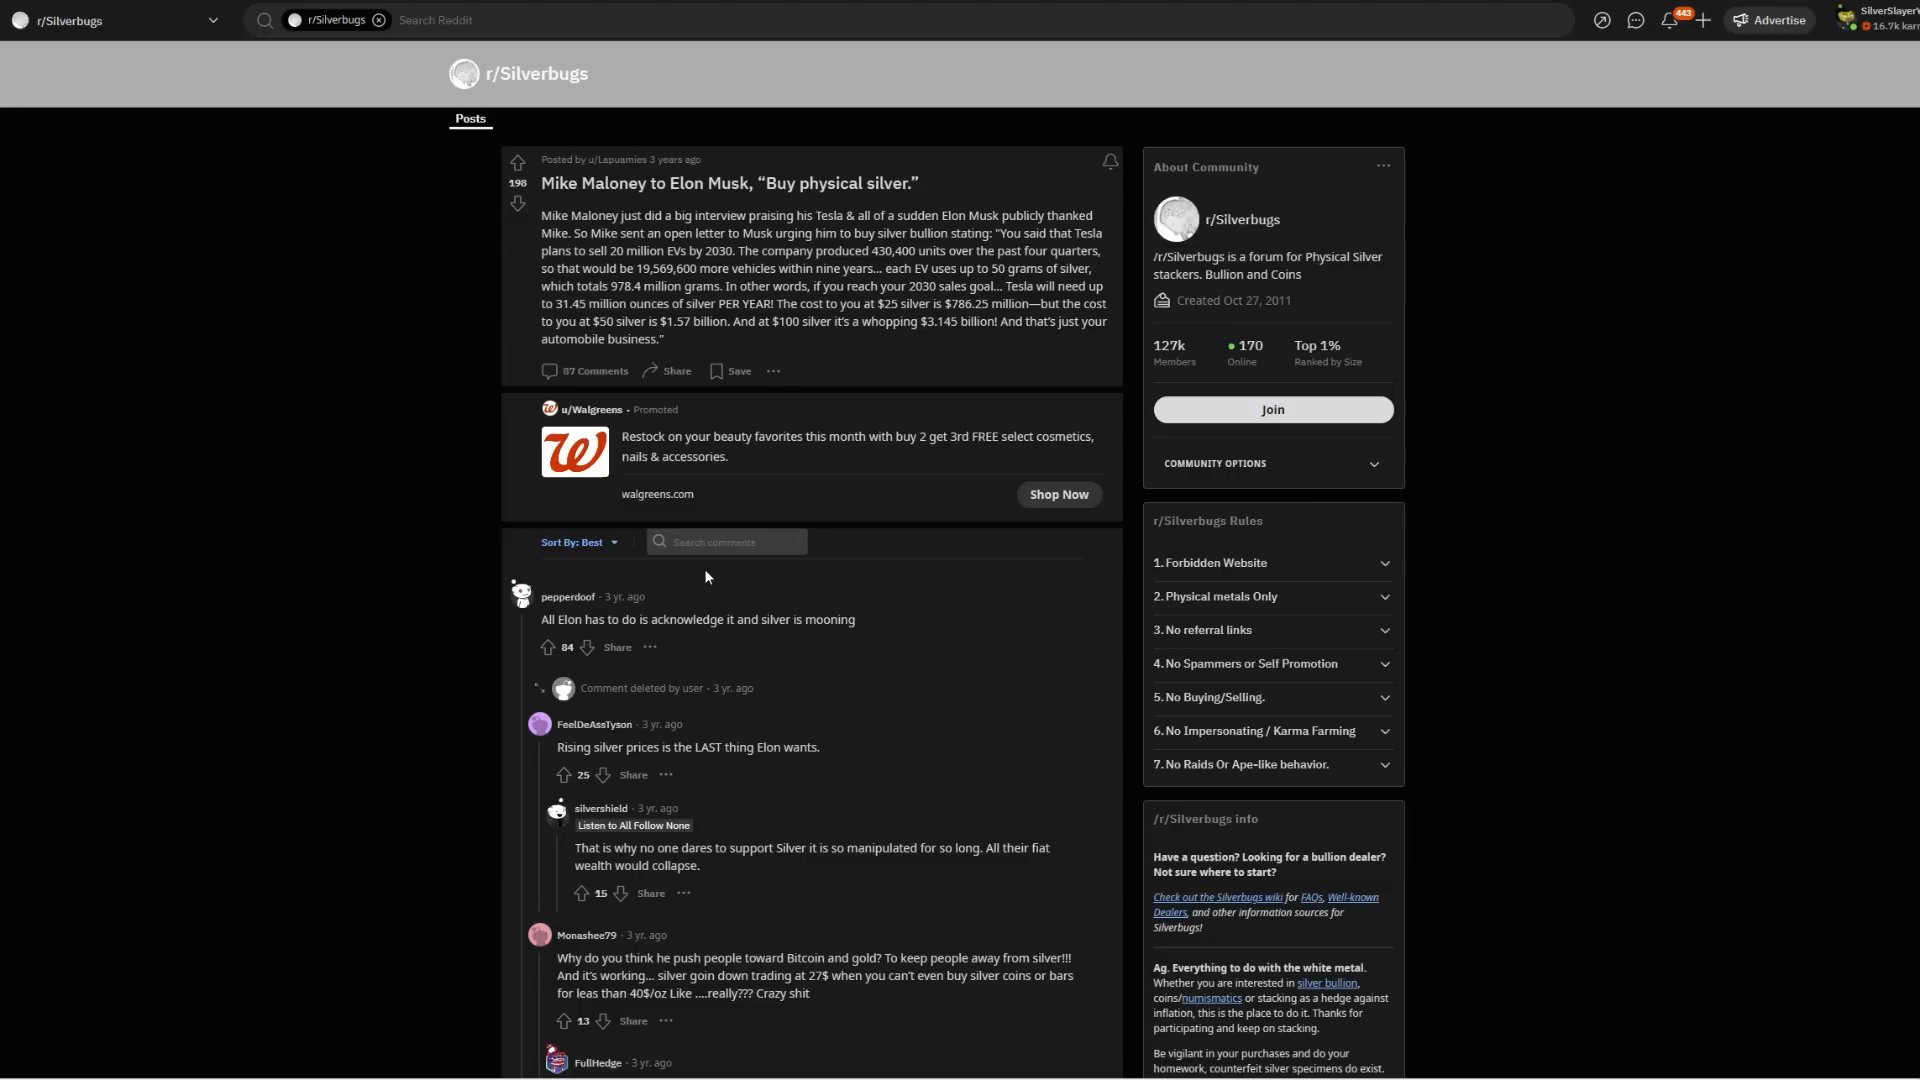 r/Silverbugs
r/Silverbugs
Search Reddit
443
Advertise
SilverSlayer
16.7k kar
r/Silverbugs
Posts
Posted by u/Lapuamies 3 years ago
198
Mike Maloney to Elon Musk, “Buy physical silver.”
Mike Maloney just did a big interview praising his Tesla & all of a sudden Elon Musk publicly thanked
Mike. So Mike sent an open letter to Musk urging him to buy silver bullion stating: "You said that Tesla
plans to sell 20 million EVs by 2030. The company produced 430,400 units over the past four quarters,
so that would be 19,569,600 more vehicles within nine years... each EV uses up to 50 grams of silver,
which totals 978.4 million grams. In other words, if you reach your 2030 sales goal... Tesla will need up
to 31.45 million ounces of silver PER YEAR! The cost to you at $25 silver is $786.25 million—but the cost
to you at $50 silver is $1.57 billion. And at $100 silver it's a whopping $3.145 billion! And that's just your
automobile business."
87 Comments
Share
Save
u/Walgreens • Promoted
Restock on your beauty favorites this month with buy 2 get 3rd FREE select cosmetics,
nails & accessories.
walgreens.com
Shop Now
Sort By: Best
Search comments
pepperdoof · 3 yr. ago
All Elon has to do is acknowledge it and silver is mooning
84
Share
Comment deleted by user · 3 yr. ago
FeelDeAssTyson · 3 yr. ago
Rising silver prices is the LAST thing Elon wants.
25
Share
silvershield · 3 yr. ago
Listen to All Follow None
That is why no one dares to support Silver it is so manipulated for so long. All their fiat
wealth would collapse.
15
Share
Monashee79 · 3 yr. ago
Why do you think he push people toward Bitcoin and gold? To keep people away from silver!!!
And it's working... silver goin down trading at 27$ when you can't even buy silver coins or bars
for leas than 40$/oz Like ....really??? Crazy shit
13
Share
FullHedge · 3 yr. ago
About Community
r/Silverbugs
/r/Silverbugs is a forum for Physical Silver
stackers. Bullion and Coins
Created Oct 27, 2011
127k
170
Top 1%
Members
Online
Ranked by Size
Join
COMMUNITY OPTIONS
r/Silverbugs Rules
1. Forbidden Website
2. Physical metals Only
3. No referral links
4. No Spammers or Self Promotion
5. No Buying/Selling.
6. No Impersonating / Karma Farming
7. No Raids Or Ape-like behavior.
/r/Silverbugs info
Have a question? Looking for a bullion dealer?
Not sure where to start?
Check out the Silverbugs wiki for FAQs, Well-known
Dealers, and other information sources for
Silverbugs!
Ag. Everything to do with the white metal.
Whether you are interested in silver bullion,
coins/numismatics or stacking as a hedge against
inflation, this is the place to do it. Thanks for
participating and keep on stacking.
Be vigilant in your purchases and do your
homework, counterfeit silver specimens do exist.